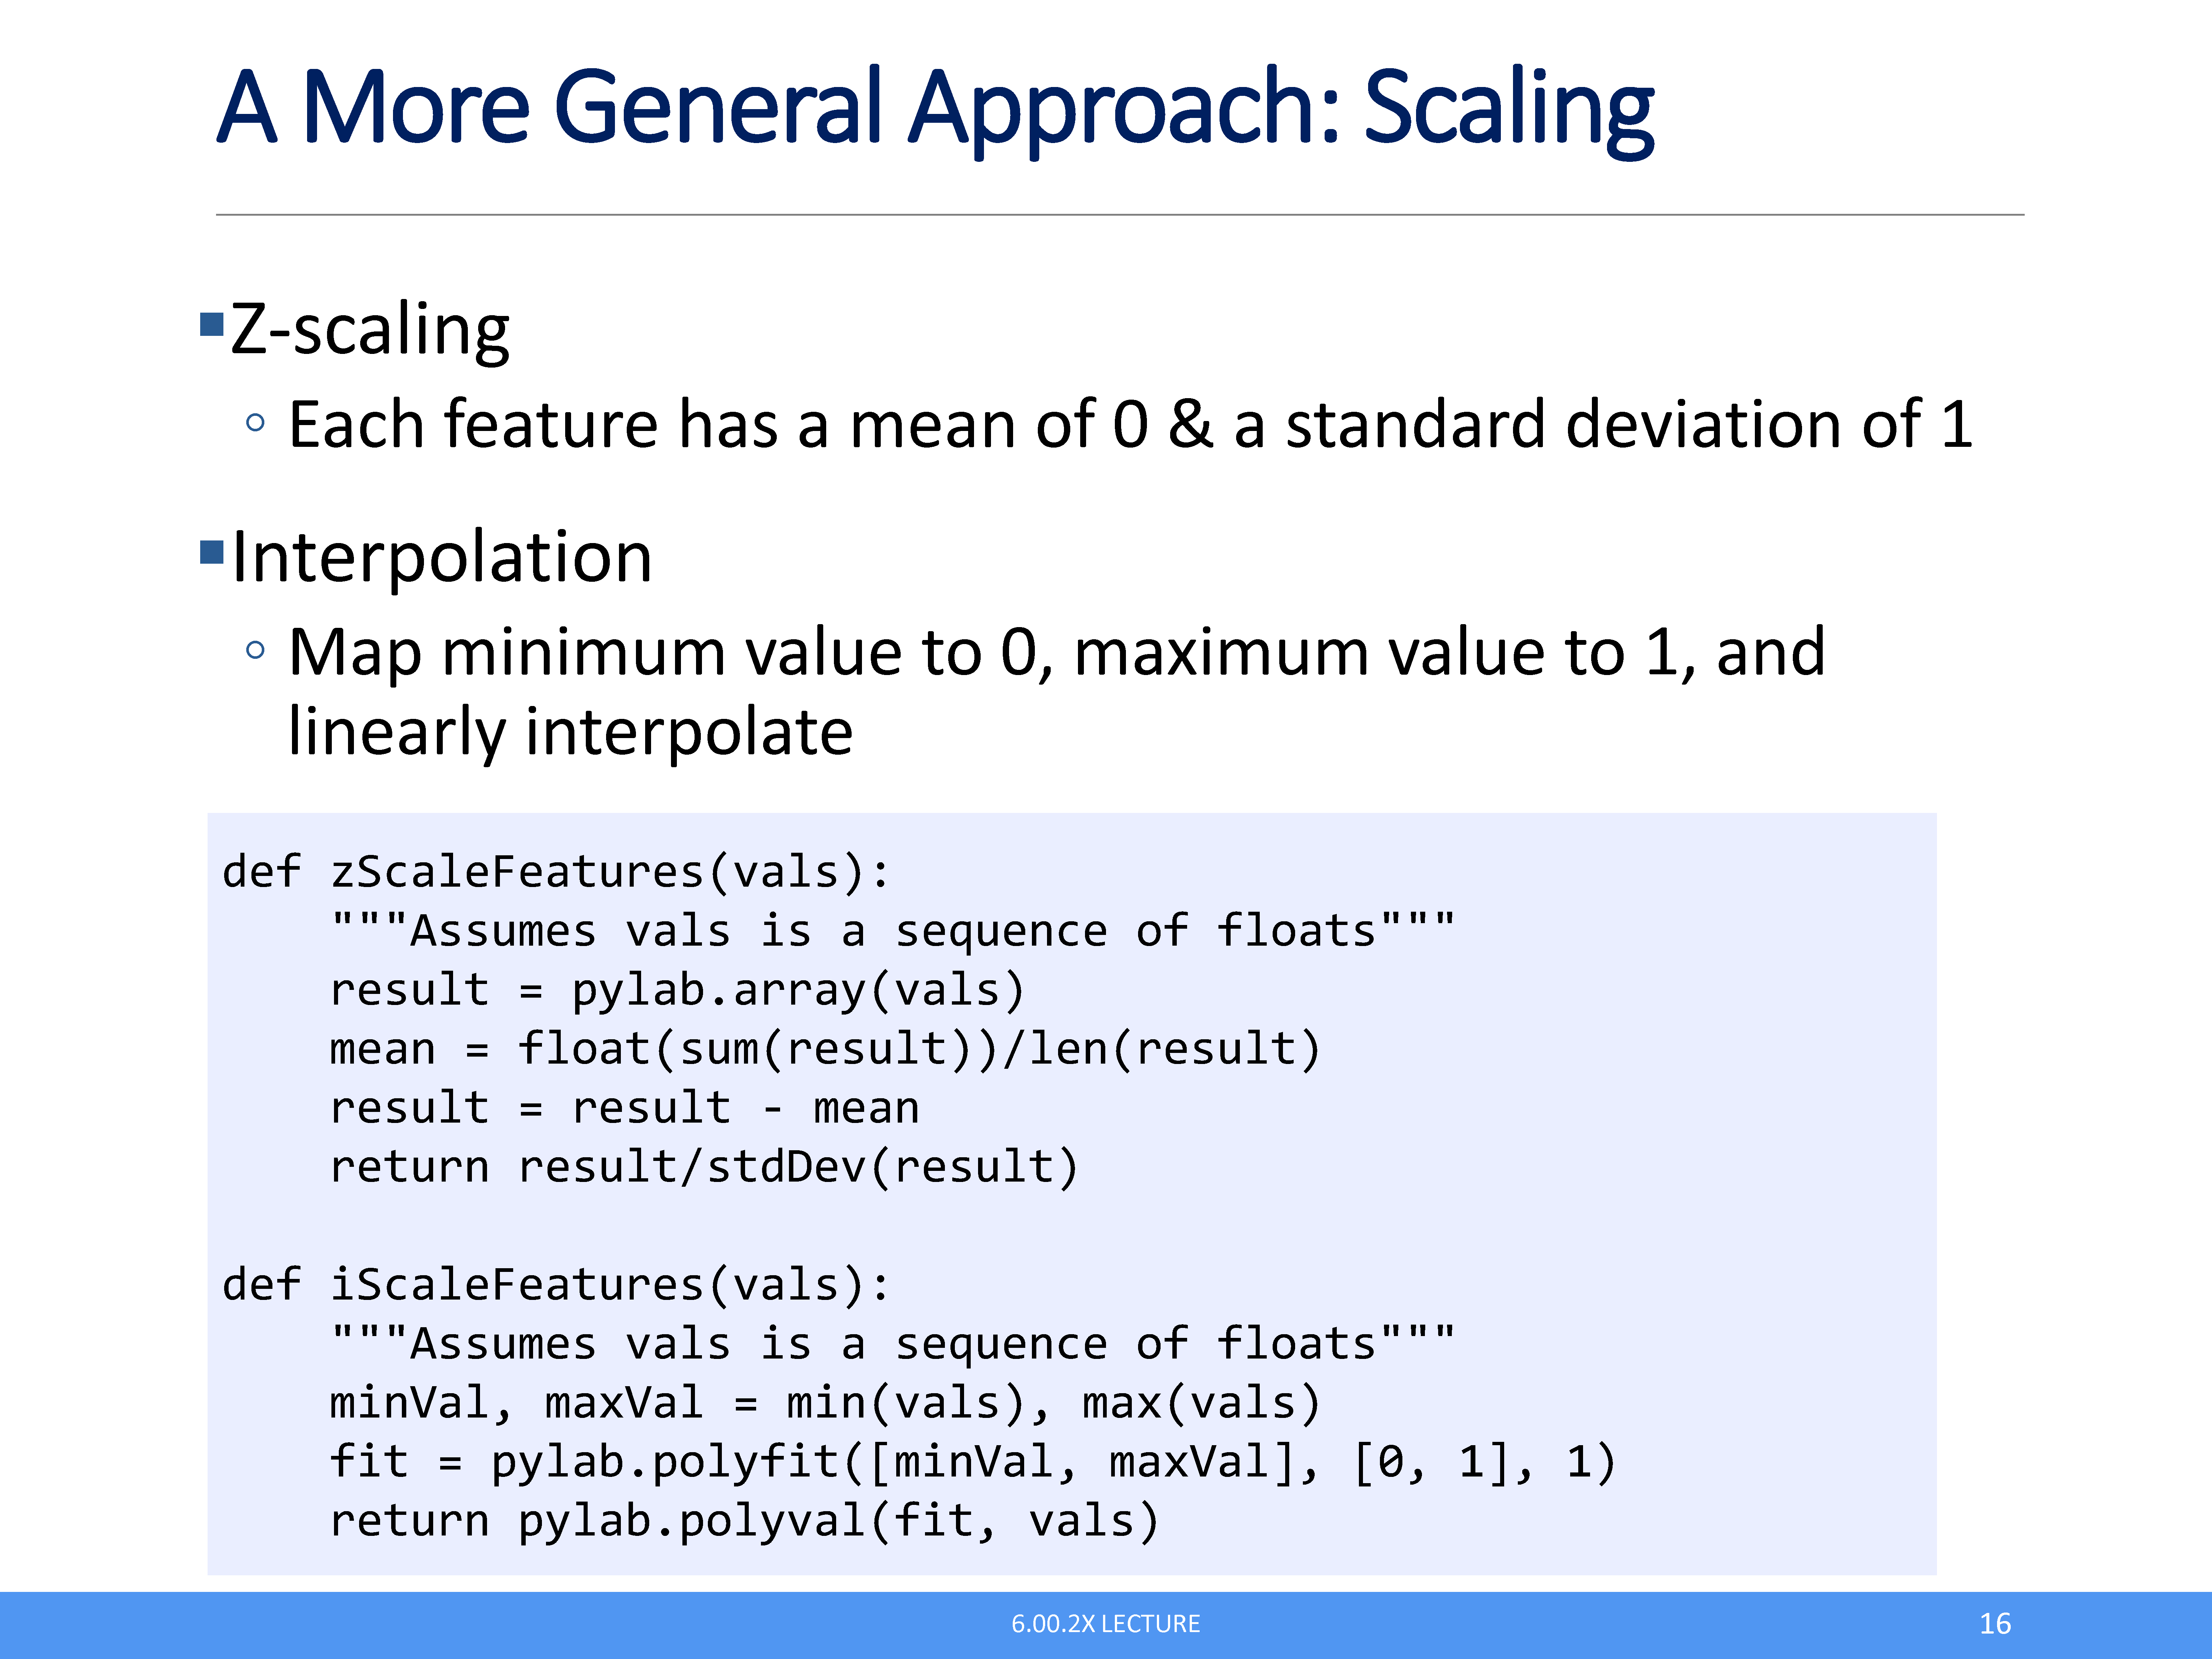 A More General Approach: Scaling
▪Z-scaling
◦ Each feature has a mean of 0 & a standard deviation of 1
▪Interpolation
◦ Map minimum value to 0, maximum value to 1, and
linearly interpolate
def zScaleFeatures(vals):
    """Assumes vals is a sequence of floats"""
    result = pylab.array(vals)
    mean = float(sum(result))/len(result)
    result = result - mean
    return result/stdDev(result)
def iScaleFeatures(vals):
    """Assumes vals is a sequence of floats"""
    minVal, maxVal = min(vals), max(vals)
    fit = pylab.polyfit([minVal, maxVal], [0, 1], 1)
    return pylab.polyval(fit, vals)
6.00.2X LECTURE
16